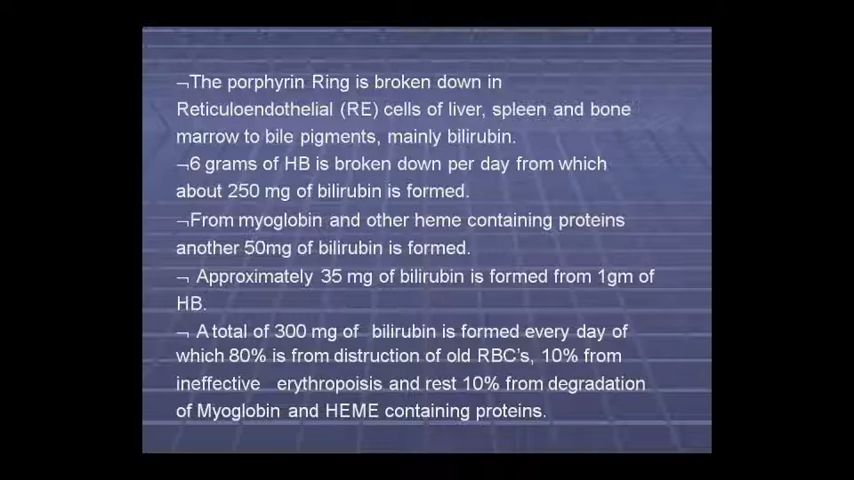 ¬The porphyrin Ring is broken down in
Reticuloendothelial (RE) cells of liver, spleen and bone
marrow to bile pigments, mainly bilirubin.
¬6 grams of HB is broken down per day from which
about 250 mg of bilirubin is formed.
¬From myoglobin and other heme containing proteins
another 50mg of bilirubin is formed.
¬ Approximately 35 mg of bilirubin is formed from 1gm of
HB.
¬ A total of 300 mg of bilirubin is formed every day of
which 80% is from distruction of old RBC's, 10% from
ineffective erythropoisis and rest 10% from degradation
of Myoglobin and HEME containing proteins.